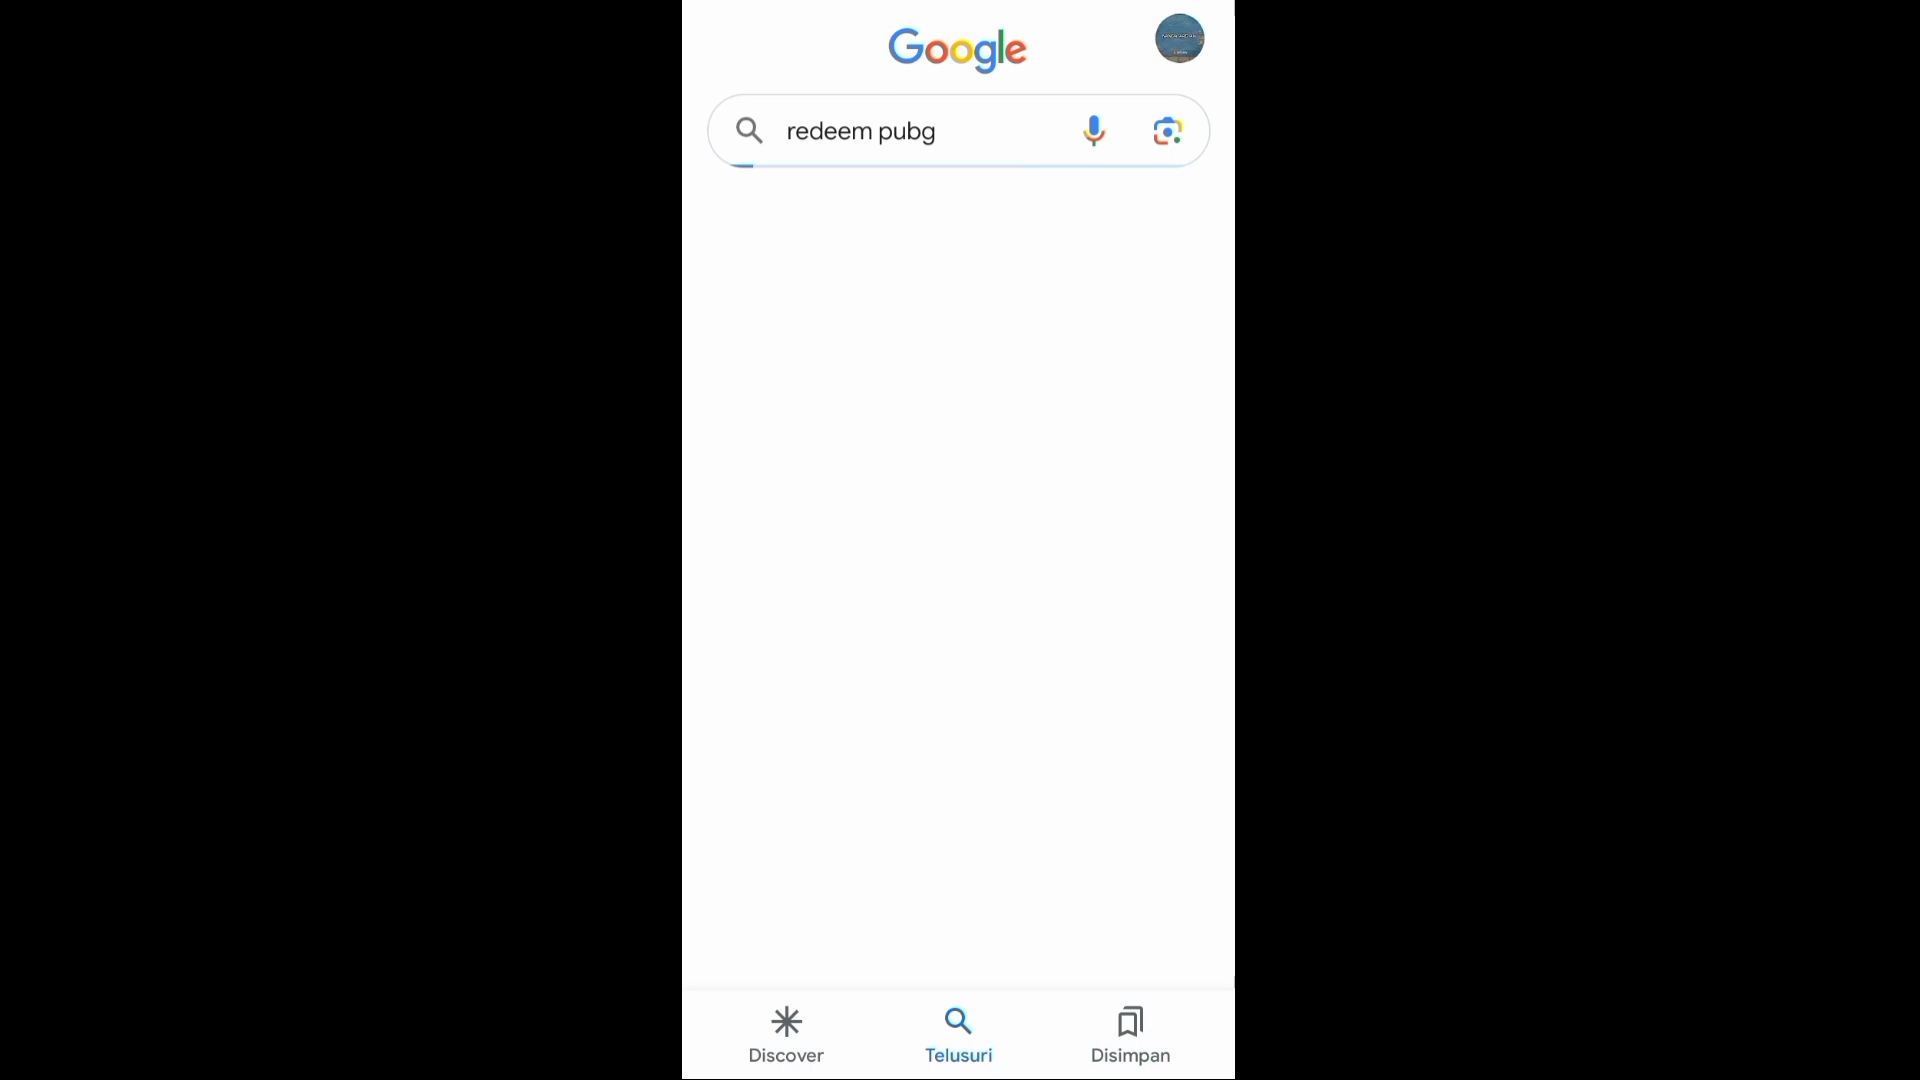 Google
redeem pubg
Discover
Telusuri
Disimpan